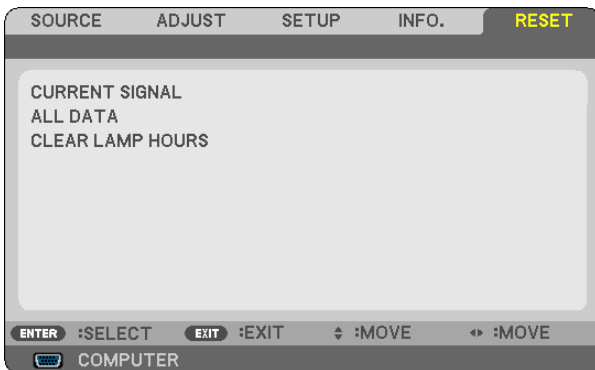 SOURCE ADJUST SETUP INFO. RESET
CURRENT SIGNAL
ALL DATA
CLEAR LAMP HOURS
ENTER :SELECT EXIT :EXIT :MOVE :MOVE
COMPUTER